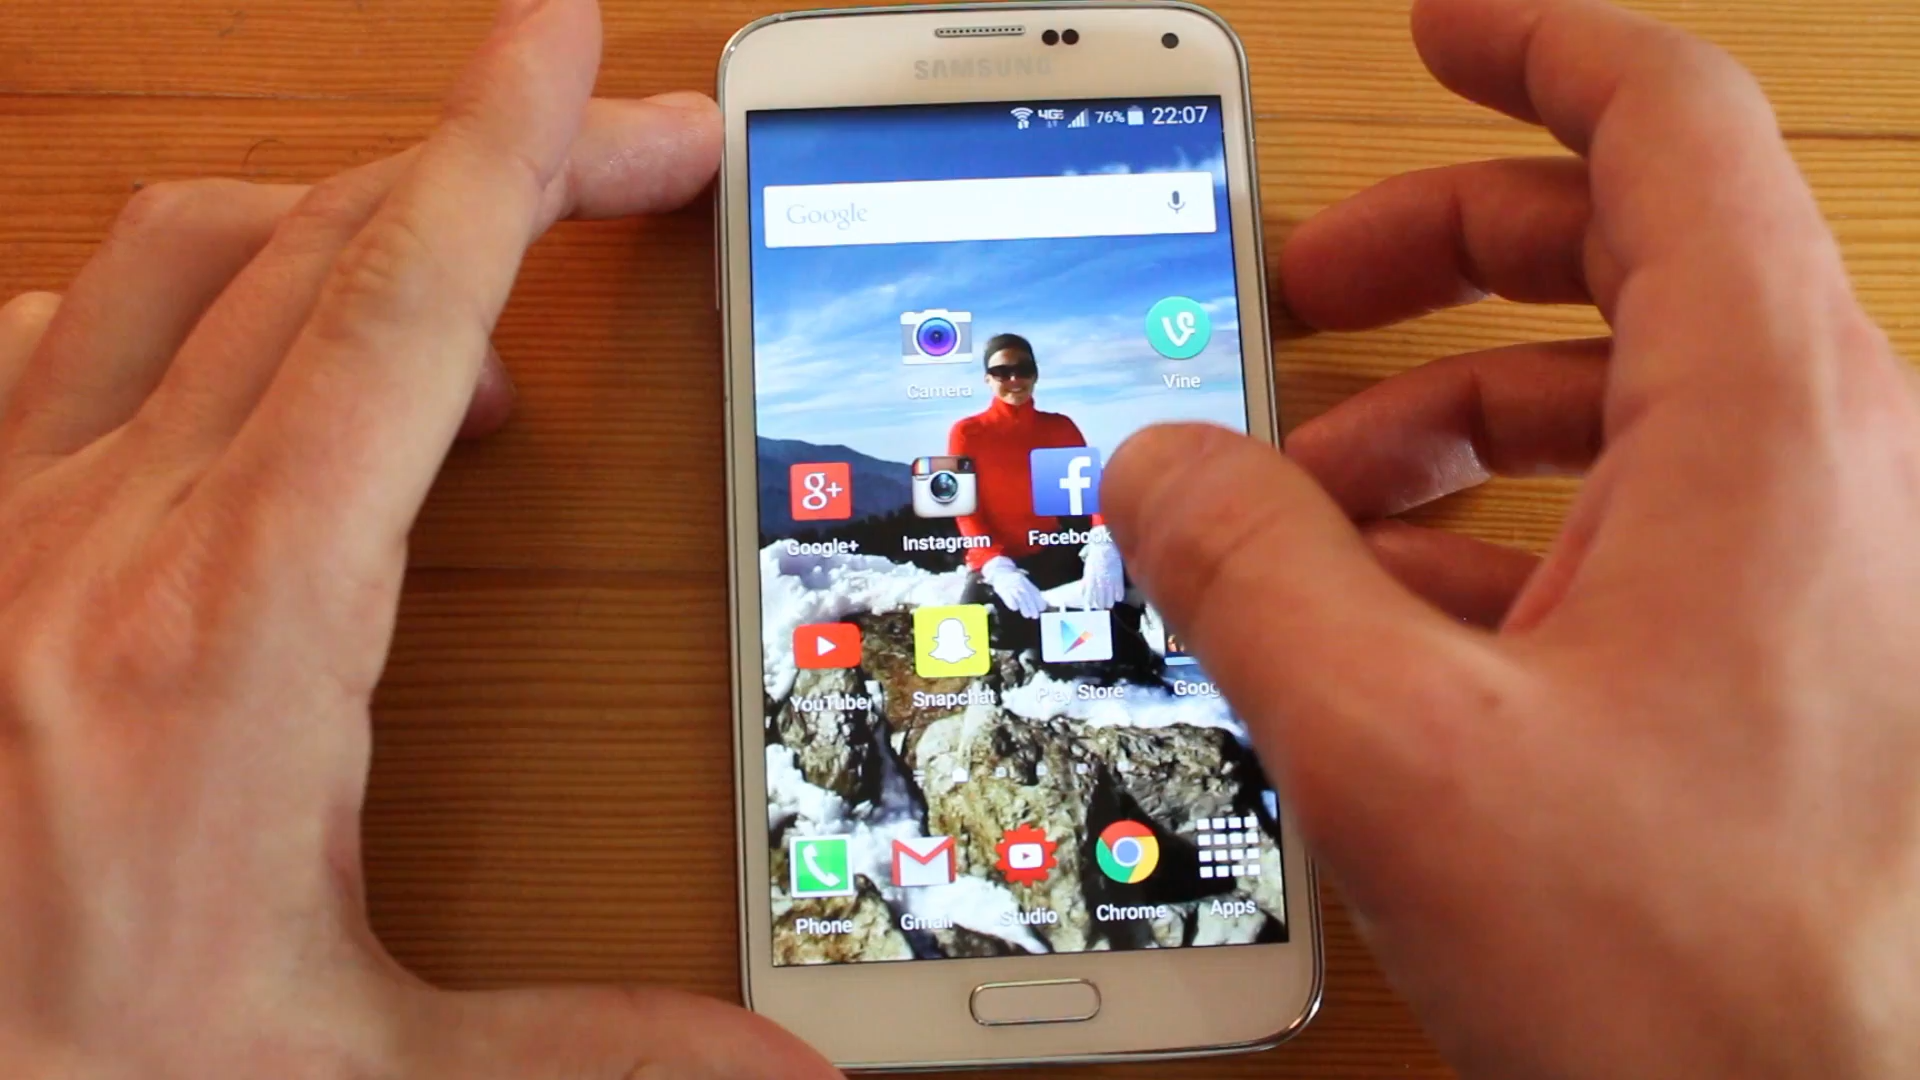 SAMSUNG
4G 76% 22:07
Google
Camera
Vine
g+
f
Google+
Instagram
Facebook
YouTube
Snapchat
Play Store
Goog
Phone
Gmail
Studio
Chrome
Apps